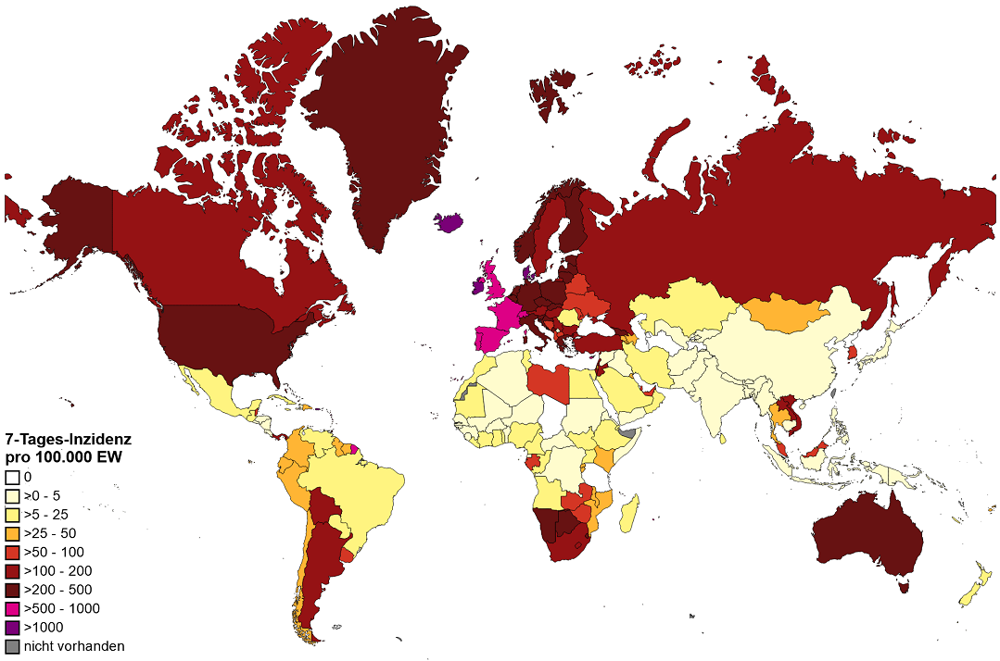 7-Tages-Inzidenz
pro 100.000 EW
0
>0 - 5
>5 - 25
>25 - 50
>50 - 100
>100 - 200
>200 - 500
>500 - 1000
>1000
nicht vorhanden